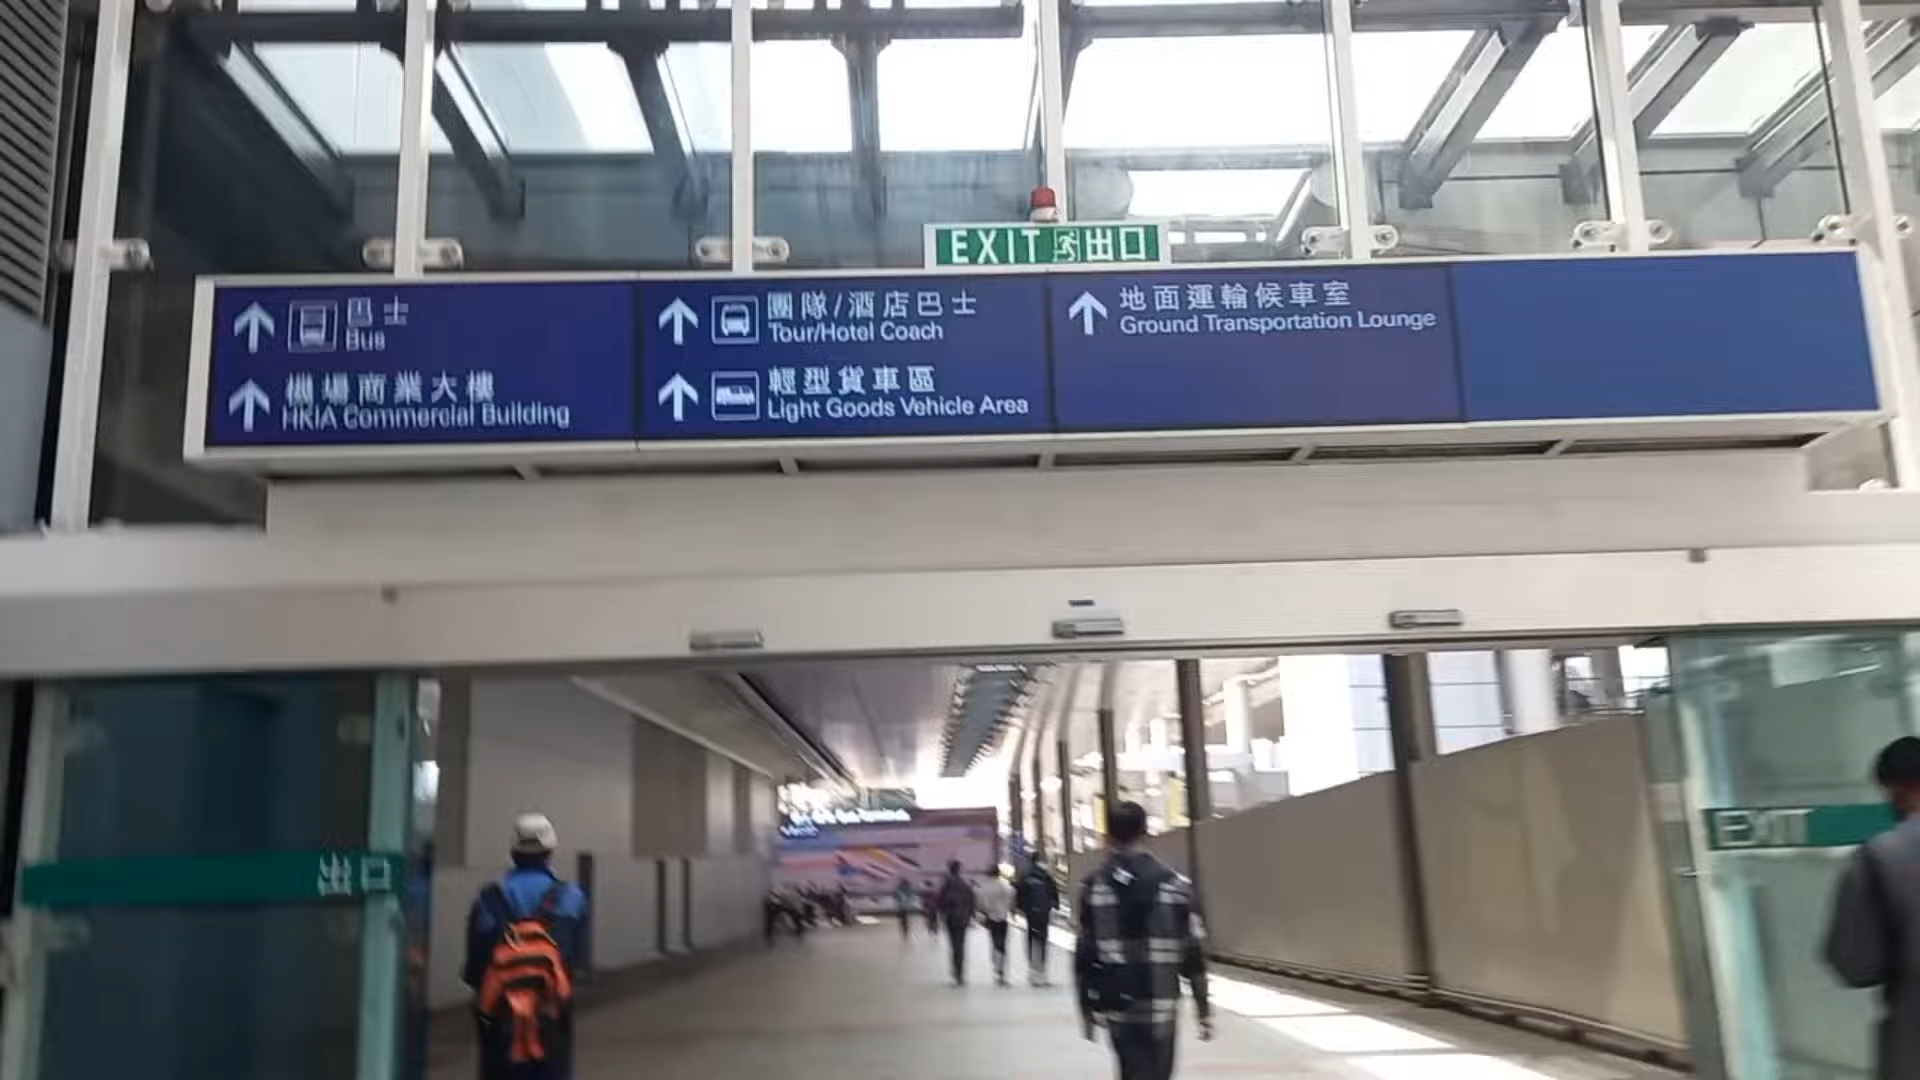 EXIT 出口
巴士
Bus
機場商業大樓
HKIA Commercial Building
團隊/酒店巴士
Tour/Hotel Coach
輕型貨車區
Light Goods Vehicle Area
地面運輸候車室
Ground Transportation Lounge
出口
EXIT